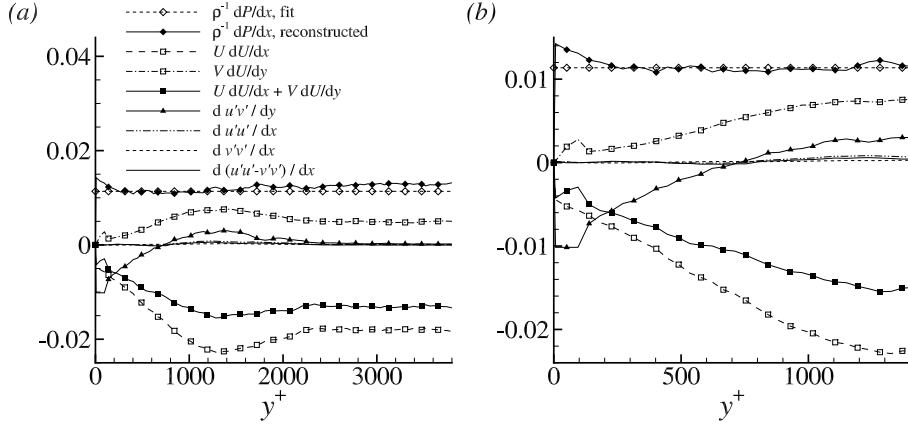 (a)
0.04
0.02
0
-0.02
0
1000
2000
3000
y⁺
ρ⁻¹ dP/dx, fit
ρ⁻¹ dP/dx, reconstructed
U dU/dx
V dU/dy
U dU/dx + V dU/dy
d u'v' / dy
d u'u' / dx
d v'v' / dx
d (u'u'-v'v') / dx
(b)
0.01
0
-0.01
-0.02
0
500
1000
y⁺